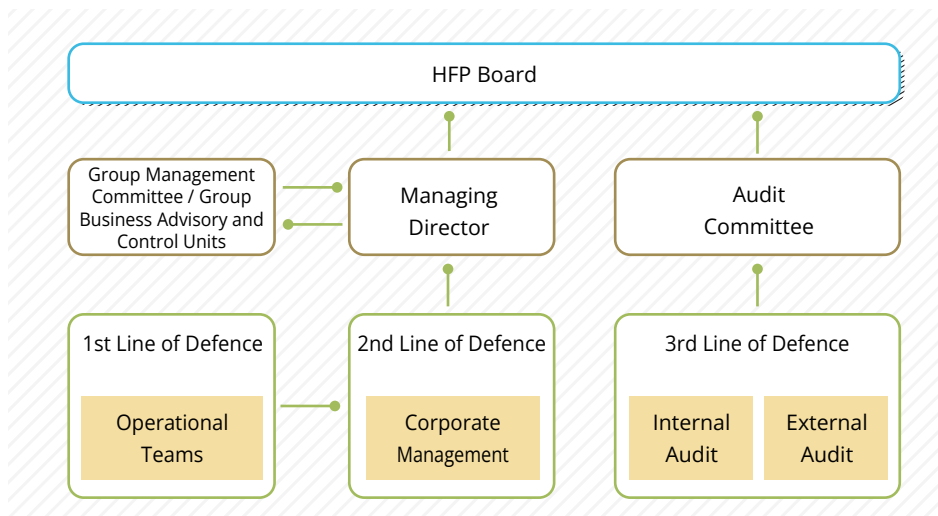 HFP Board
Group Management
Committee / Group
Business Advisory and
Control Units
Managing
Director
Audit
Committee
1st Line of Defence
Operational
Teams
2nd Line of Defence
Corporate
Management
3rd Line of Defence
Internal
Audit
External
Audit